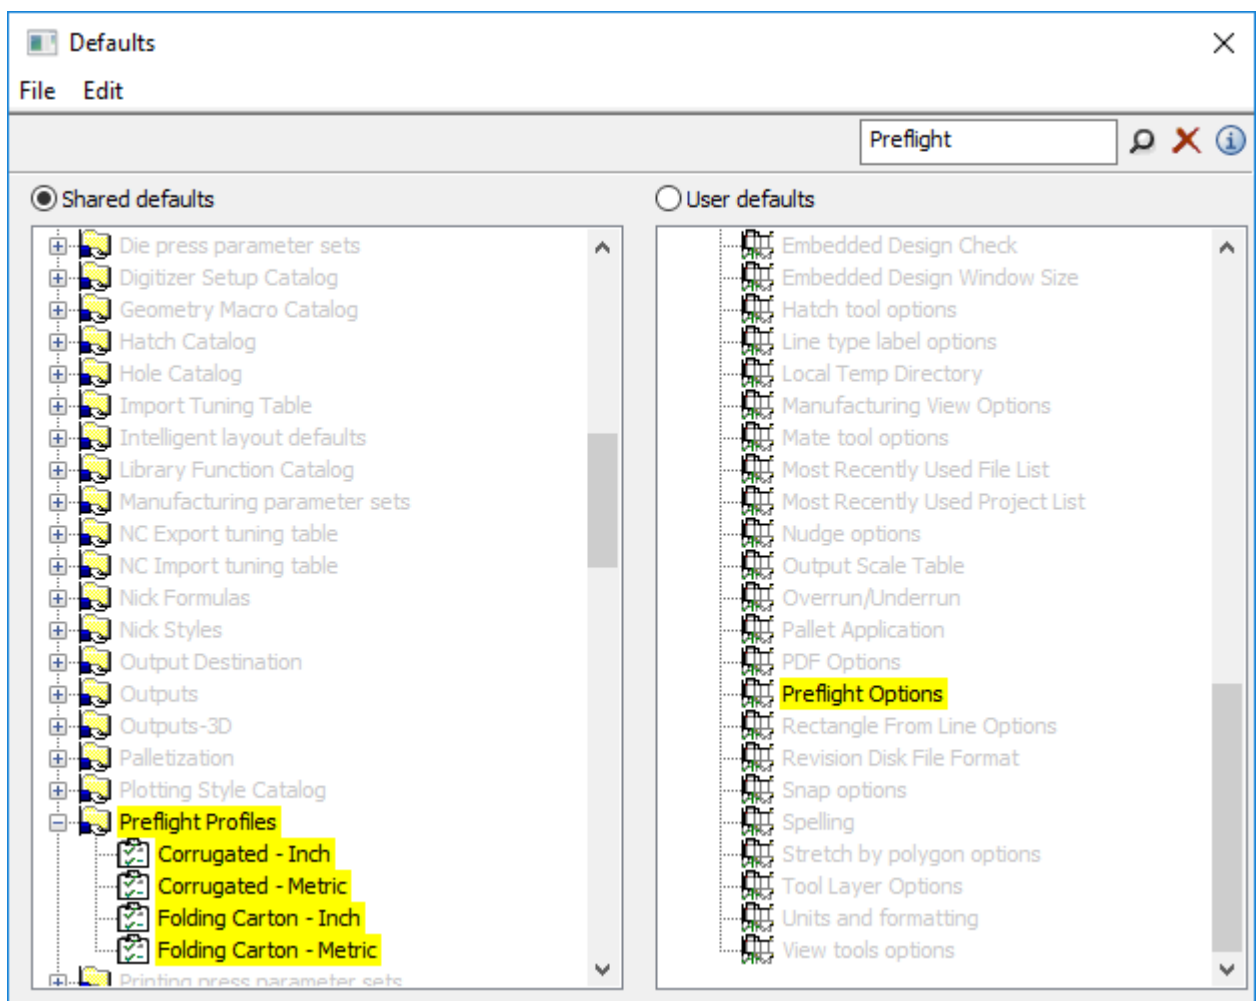 Defaults
File Edit
Preflight
Shared defaults
Die press parameter sets
Digitizer Setup Catalog
Geometry Macro Catalog
Hatch Catalog
Hole Catalog
Import Tuning Table
Intelligent layout defaults
Library Function Catalog
Manufacturing parameter sets
NC Export tuning table
NC Import tuning table
Nick Formulas
Nick Styles
Output Destination
Outputs
Outputs-3D
Palletization
Plotting Style Catalog
Preflight Profiles
Corrugated - Inch
Corrugated - Metric
Folding Carton - Inch
Folding Carton - Metric
Printing press parameter sets
User defaults
Embedded Design Check
Embedded Design Window Size
Hatch tool options
Line type label options
Local Temp Directory
Manufacturing View Options
Mate tool options
Most Recently Used File List
Most Recently Used Project List
Nudge options
Output Scale Table
Overrun/Underrun
Pallet Application
PDF Options
Preflight Options
Rectangle From Line Options
Revision Disk File Format
Snap options
Spelling
Stretch by polygon options
Tool Layer Options
Units and formatting
View tools options